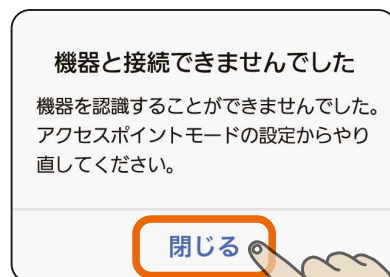 機器と接続できませんでした
機器を認識することができませんでした。
アクセスポイントモードの設定からやり
直してください。
閉じる